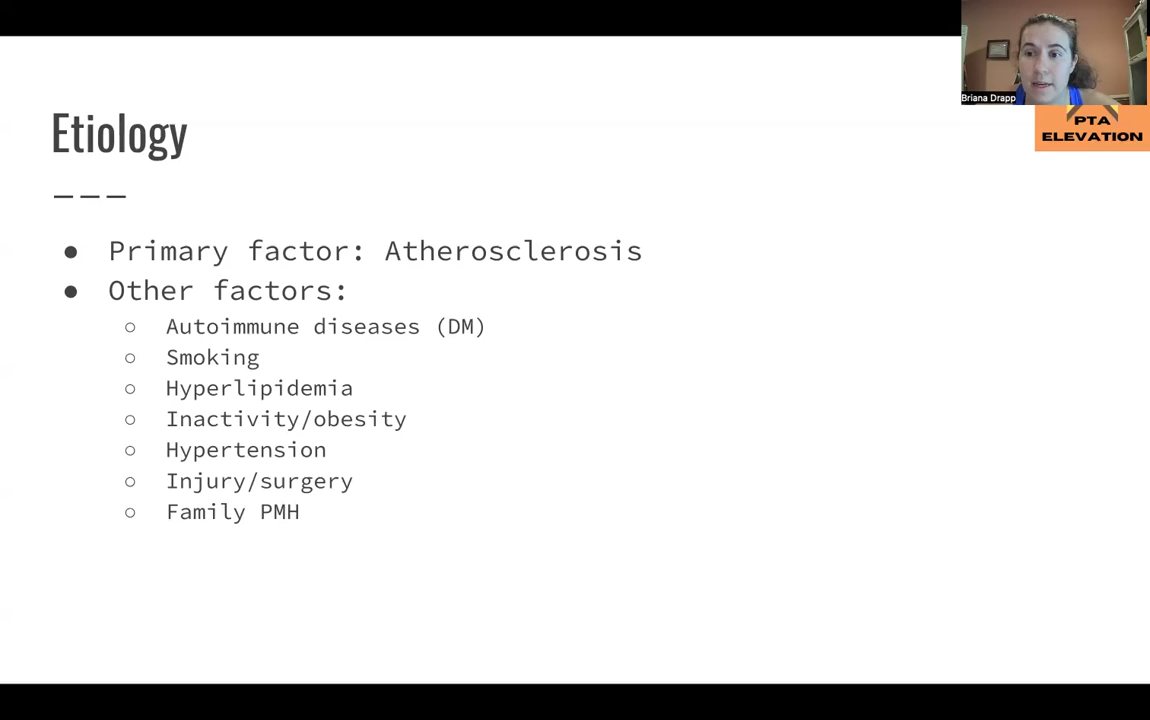 Briana Drapp
PTA
ELEVATION
Etiology
● Primary factor: Atherosclerosis
● Other factors:
○ Autoimmune diseases (DM)
○ Smoking
○ Hyperlipidemia
○ Inactivity/obesity
○ Hypertension
○ Injury/surgery
○ Family PMH